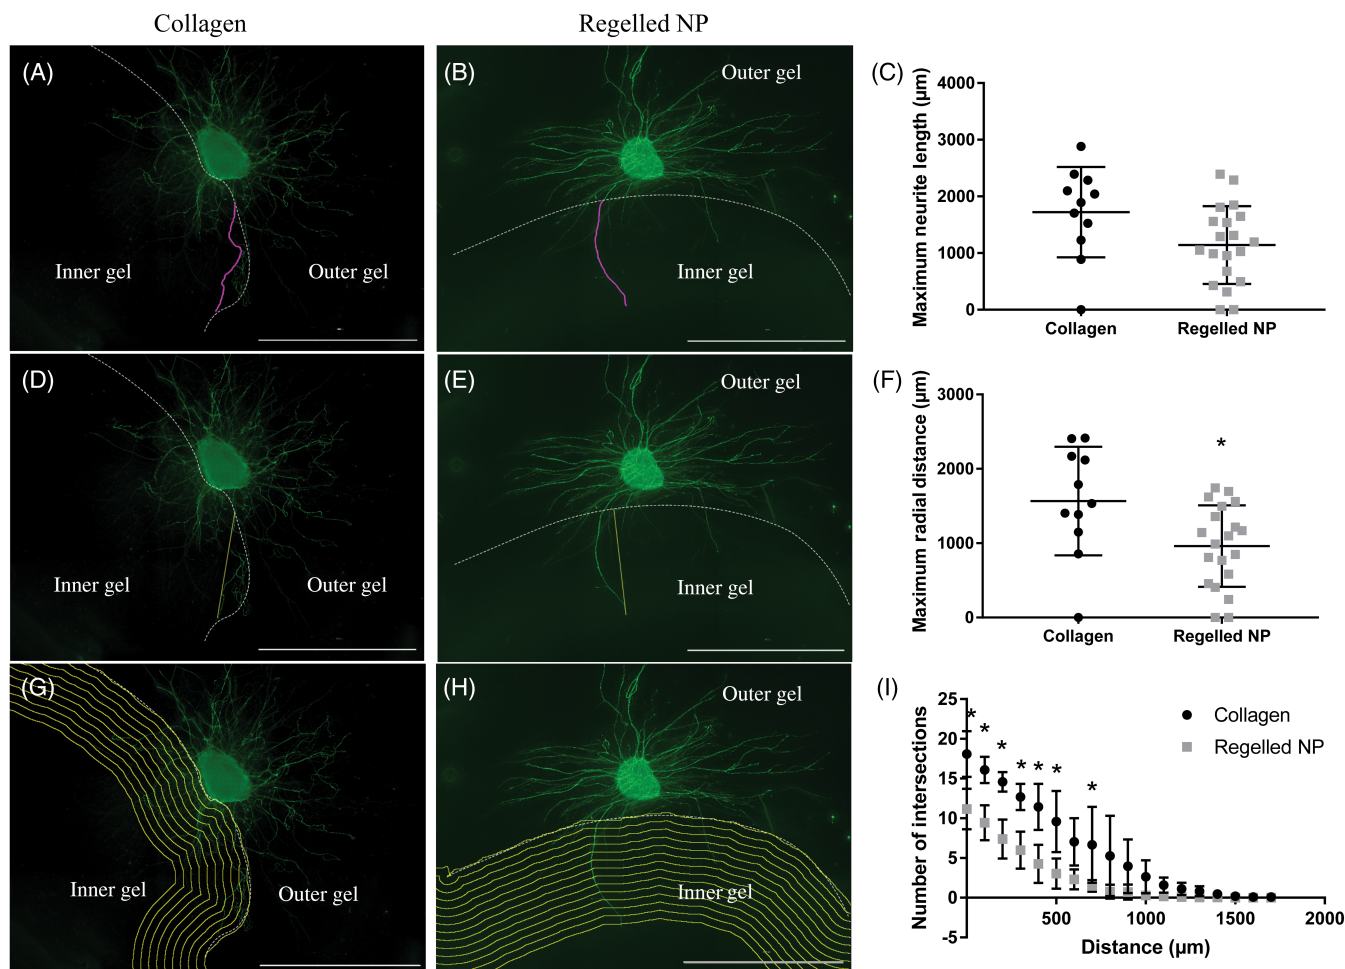 Collagen
Regelled NP
(A)
Inner gel
Outer gel
(B)
Outer gel
Inner gel
(C)
Maximum neurite length (µm)
4000
3000
2000
1000
0
Collagen
Regelled NP
(D)
Inner gel
Outer gel
(E)
Outer gel
Inner gel
(F)
Maximum radial distance (µm)
3000
2000
1000
0
*
Collagen
Regelled NP
(G)
Inner gel
Outer gel
(H)
Outer gel
Inner gel
(I)
Number of intersections
25
20
15
10
5
0
-5
* * * * * * *
Collagen
Regelled NP
500
1000
1500
2000
Distance (µm)